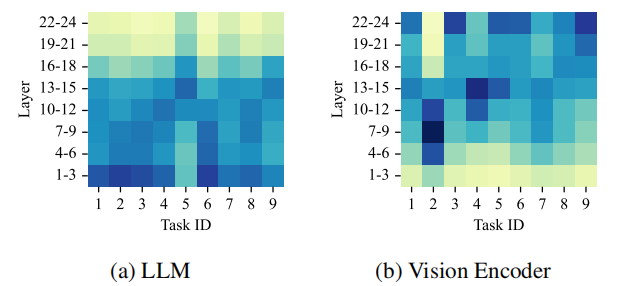 22-24
19-21
16-18
13-15
10-12
7-9
4-6
1-3
Layer
1 2 3 4 5 6 7 8 9
Task ID
(a) LLM
22-24
19-21
16-18
13-15
10-12
7-9
4-6
1-3
Layer
1 2 3 4 5 6 7 8 9
Task ID
(b) Vision Encoder